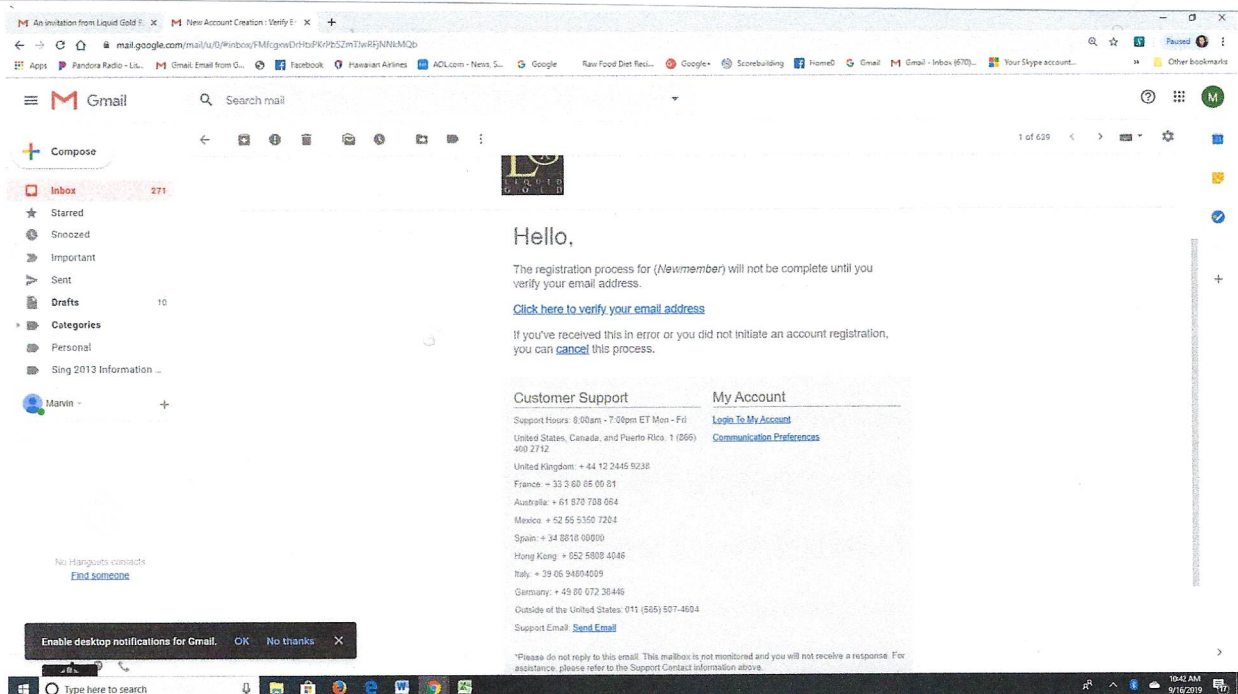 An invitation from Liquid Gold
New Account Creation : Verify E
mail.google.com/mail/u/0/#inbox/
Paused
Apps
Pandora Radio - Lis...
Gmail: Email from G...
Facebook
Hawaiian Airlines
AOL.com - News, S...
Google
Raw Food Diet Reci...
Google+
Scorebuilding
Home0
Gmail
Gmail - Inbox (670)...
Your Skype account...
Other bookmarks
Gmail
Search mail
M
Compose
1 of 639
Inbox 271
Starred
Snoozed
Important
Sent
Drafts 10
Categories
Personal
Sing 2013 Information ...
Marvin
No Hangouts contacts
Find someone
LIQUID
GOLD
Hello,
The registration process for (Newmember) will not be complete until you
verify your email address.
Click here to verify your email address
If you've received this in error or you did not initiate an account registration,
you can cancel this process.
Customer Support
Support Hours: 8:00am - 7:00pm ET Mon - Fri
United States, Canada, and Puerto Rico: 1 (866)
400 2712
United Kingdom: + 44 12 2445 9238
France: + 33 3 60 85 00 81
Australia: + 61 870 708 064
Mexico: + 52 55 5350 7204
Spain: + 34 8818 00000
Hong Kong: + 852 5808 4046
Italy: + 39 06 94804009
Germany: + 49 80 072 38446
Outside of the United States: 011 (585) 507-4604
Support Email: Send Email
My Account
Login To My Account
Communication Preferences
*Please do not reply to this email. This mailbox is not monitored and you will not receive a response. For
assistance, please refer to the Support Contact information above.
Enable desktop notifications for Gmail. OK No thanks
Type here to search
10:42 AM
9/16/2019